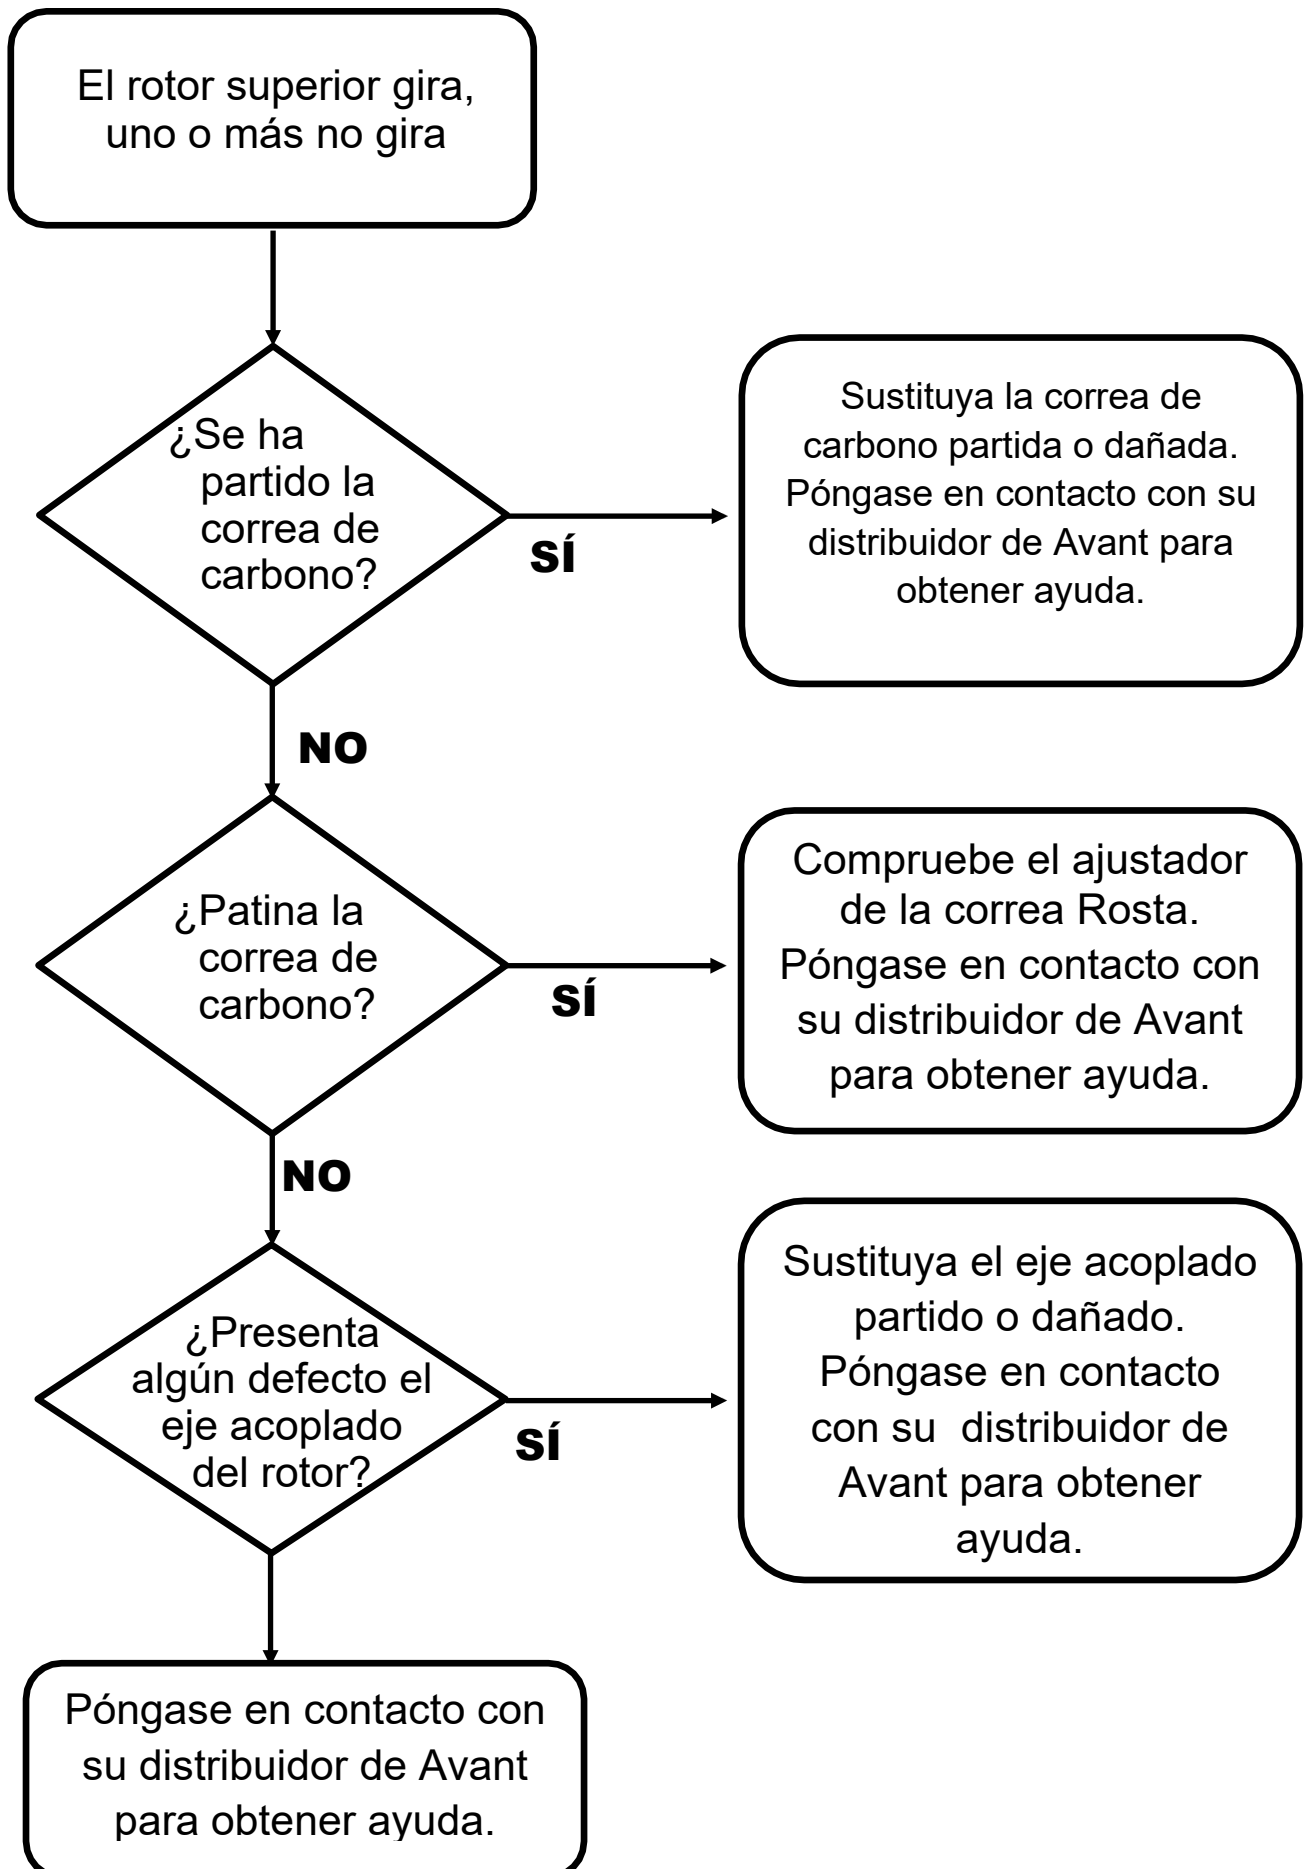 El rotor superior gira,
uno o más no gira
¿Se ha
partido la
correa de
carbono?
SÍ
Sustituya la correa de
carbono partida o dañada.
Póngase en contacto con su
distribuidor de Avant para
obtener ayuda.
NO
¿Patina la
correa de
carbono?
SÍ
Compruebe el ajustador
de la correa Rosta.
Póngase en contacto con
su distribuidor de Avant
para obtener ayuda.
NO
¿Presenta
algún defecto el
eje acoplado
del rotor?
SÍ
Sustituya el eje acoplado
partido o dañado.
Póngase en contacto
con su  distribuidor de
Avant para obtener
ayuda.
Póngase en contacto con
su distribuidor de Avant
para obtener ayuda.